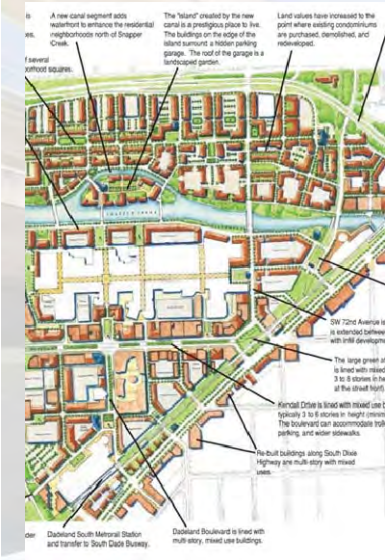 is
es,
A new canal segment adds
waterfront to enhance the residential
neighborhoods north of Snapper
Creek.
The "island" created by the new
canal is a prestigious place to live.
The buildings on the edge of the
island surround a hidden parking
garage. The roof of the garage is a
landscaped garden.
Land values have increased to the
point where existing condominiums
are purchased, demolished, and
redeveloped.
f several
borhood squares.
SNAPPER CREEK
SW 72nd Avenue is
is extended between
with infill developme
The large green at
is lined with mixed
3 to 8 stories in he
at the street front).
Kendall Drive is lined with mixed use b
typically 3 to 6 stories in height (minim
The boulevard can accommodate troll
parking, and wider sidewalks.
Re-built buildings along South Dixie
Highway are multi-story with mixed
uses.
der
Dadeland South Metrorail Station
and transfer to South Dade Busway.
Dadeland Boulevard is lined with
multi-story, mixed use buildings.